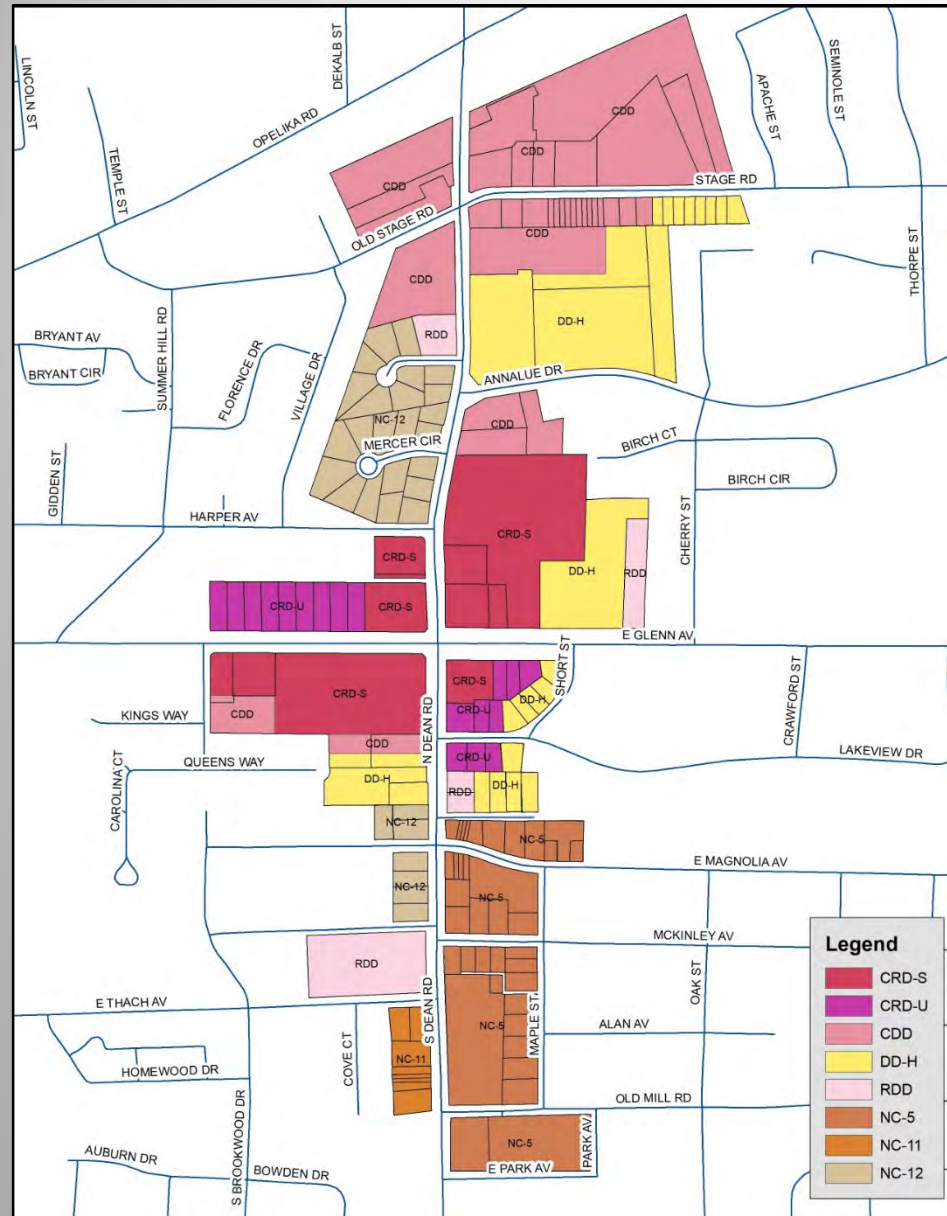 LINCOLN ST
DEKALB ST
APACHE ST
SEMINOLE ST
TEMPLE ST
OPELIKA RD
CDD
CDD
CDD
STAGE RD
OLD STAGE RD
CDD
CDD
THORPE ST
SUMMER HILL RD
BRYANT AV
BRYANT CIR
FLORENCE DR
VILLAGE DR
RDD
DD-H
ANNALUE DR
NC-12
MERCER CIR
CDD
BIRCH CT
BIRCH CIR
GIDDEN ST
HARPER AV
CRD-S
CRD-S
DD-H
RDD
CHERRY ST
CRD-U
CRD-S
E GLENN AV
CRD-S
CDD
KINGS WAY
CDD
QUEENS WAY
DD-H
N DEAN RD
CRD-S
CRD-U
DD-H
SHORT ST
CRAWFORD ST
LAKEVIEW DR
CRD-U
RDD
DD-H
CAROLINA CT
NC-12
NC-5
E MAGNOLIA AV
NC-12
NC-5
MCKINLEY AV
RDD
E THACH AV
S DEAN RD
NC-5
MAPLE ST
OAK ST
ALAN AV
COVE CT
NC-11
HOMEWOOD DR
OLD MILL RD
S BROOKWOOD DR
NC-5
PARK AV
E PARK AV
AUBURN DR
BOWDEN DR
Legend
CRD-S
CRD-U
CDD
DD-H
RDD
NC-5
NC-11
NC-12